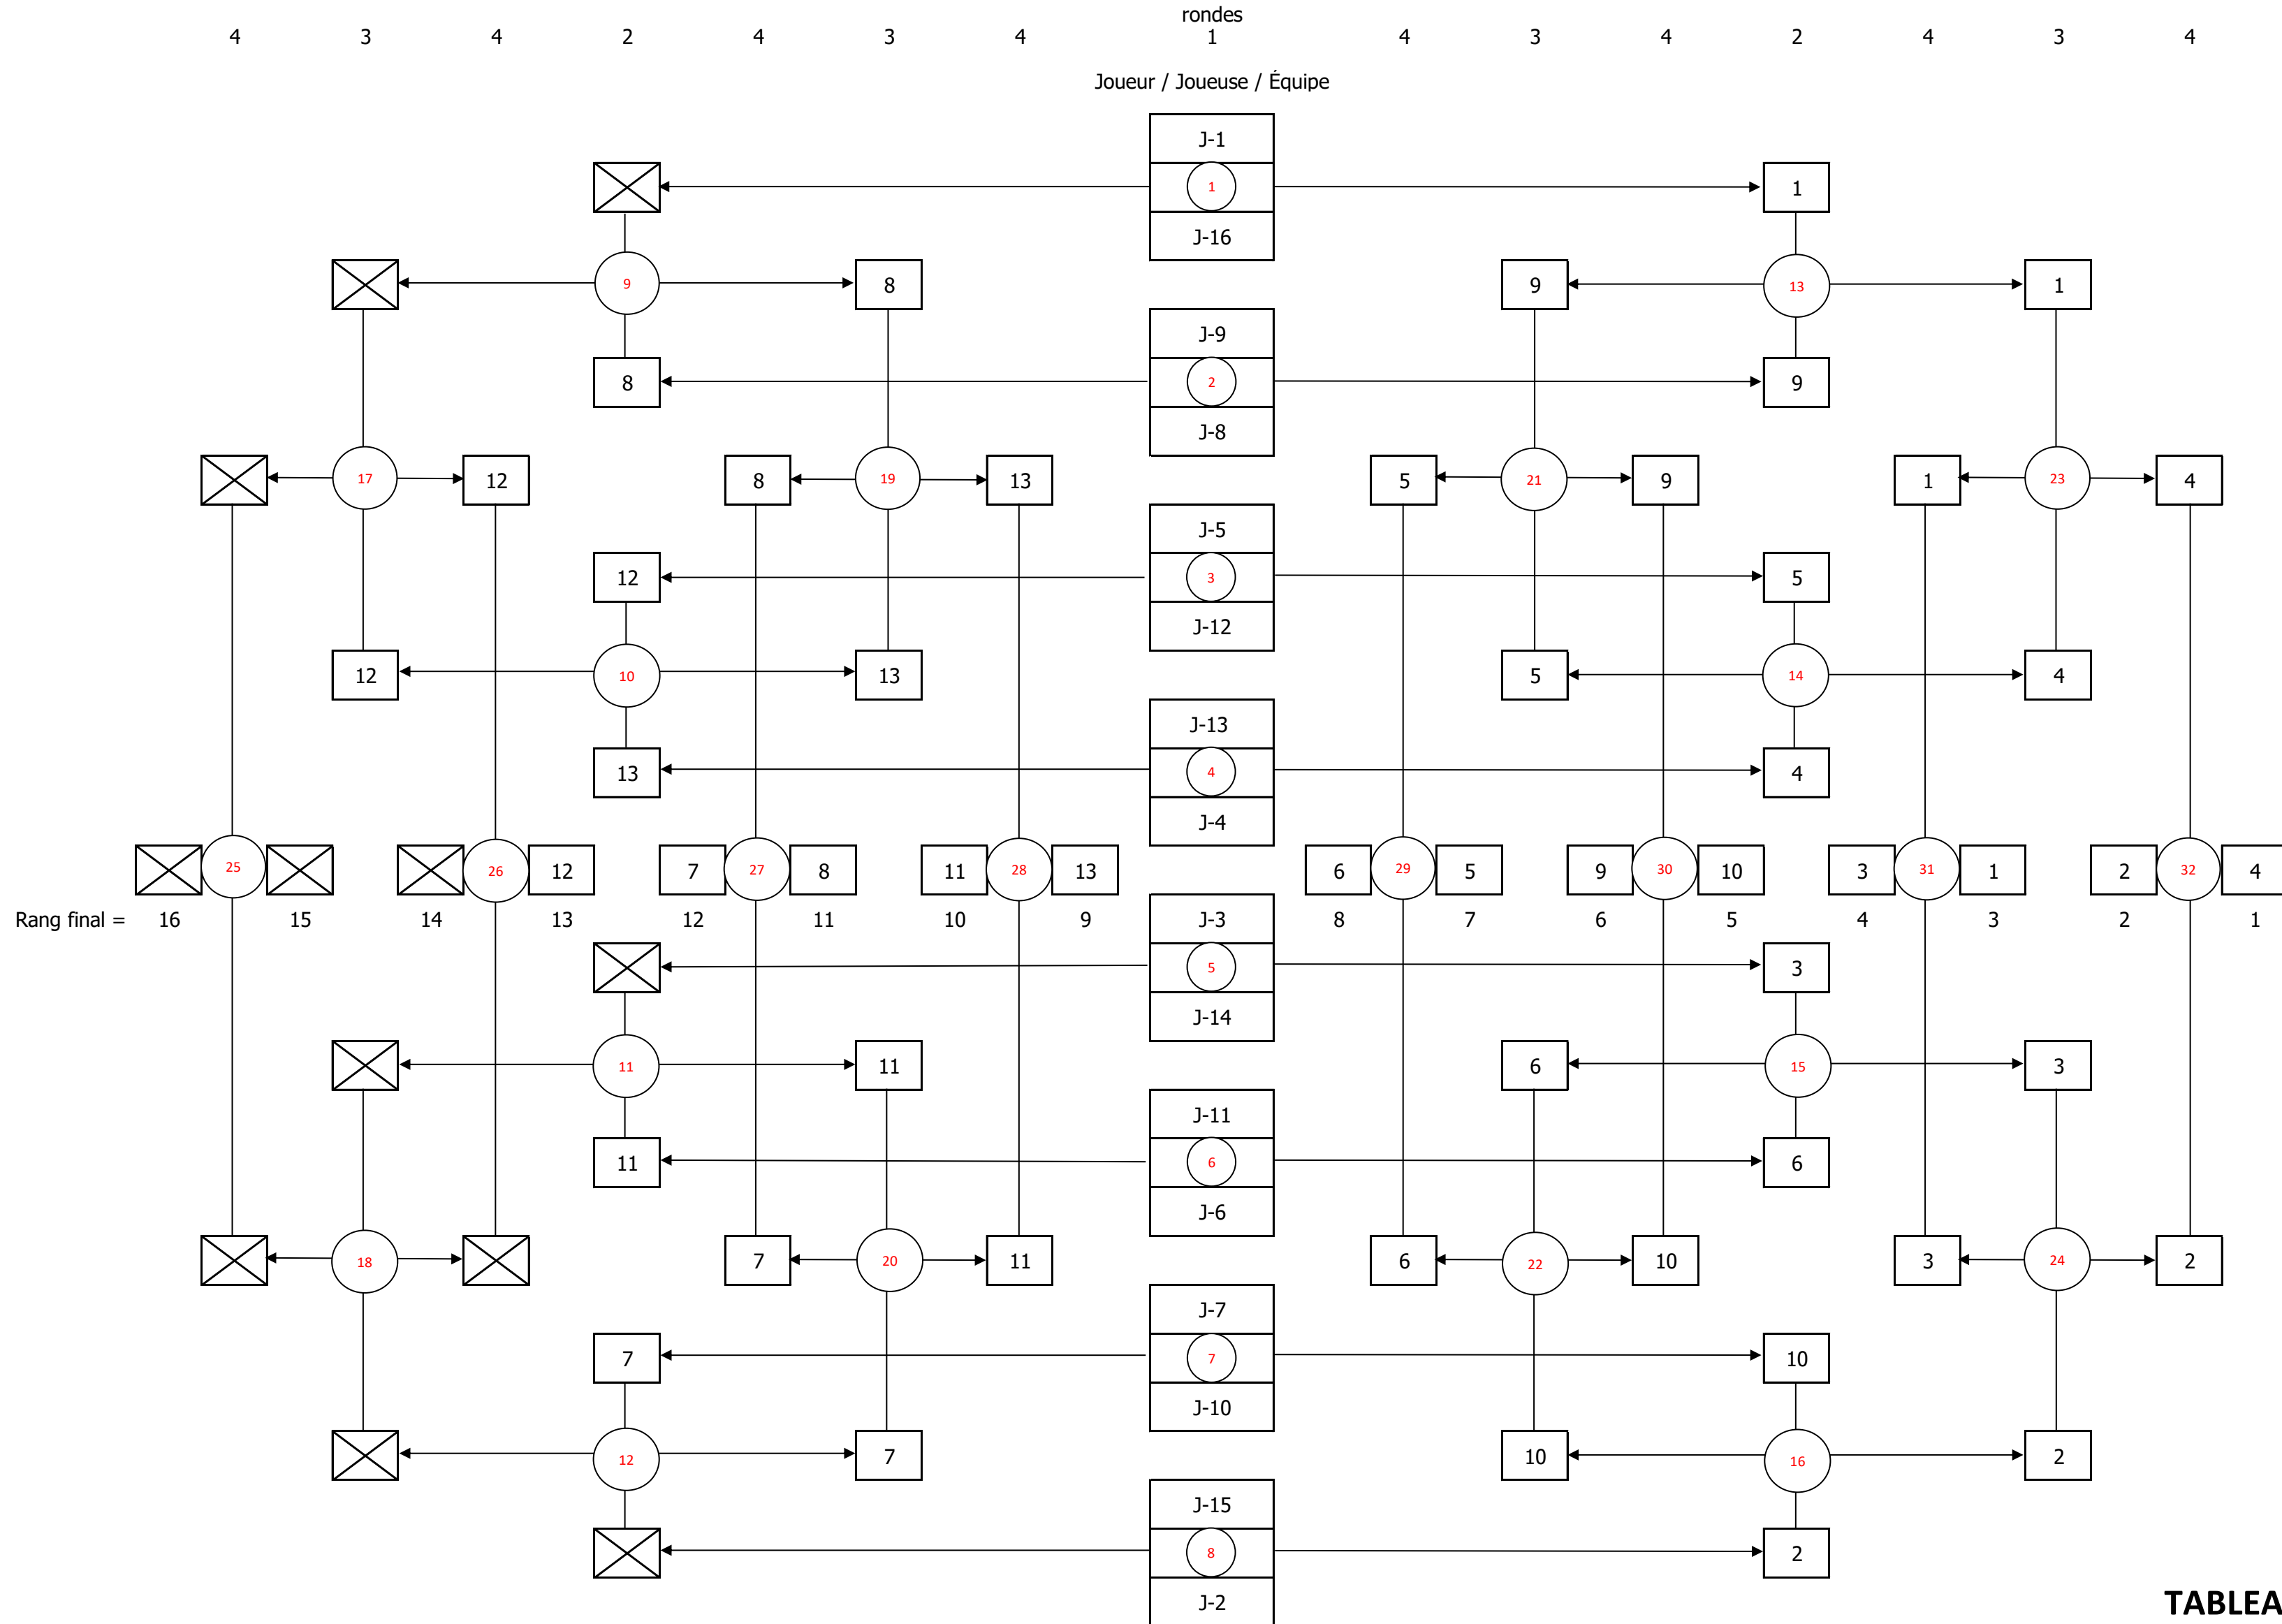 rondes
4 3 4 2 4 3 4 1 4 3 4 2 4 3 4
Joueur / Joueuse / Équipe
J-1
1 1
J-16
9 8 9 13 1
J-9
8 2 9
J-8
17 12 8 19 13 5 21 9 1 23 4
J-5
12 3 5
J-12
12 10 13 5 14 4
J-13
13 4 4
J-4
25 26 12 7 27 8 11 28 13 6 29 5 9 30 10 3 31 1 2 32 4
Rang final = 16 15 14 13 12 11 10 9 8 7 6 5 4 3 2 1
J-3
5 3
J-14
11 11 6 15 3
J-11
11 6 6
J-6
18 7 20 11 6 22 10 3 24 2
J-7
7 7 10
J-10
12 7 10 16 2
J-15
8 2
J-2
TABLEA